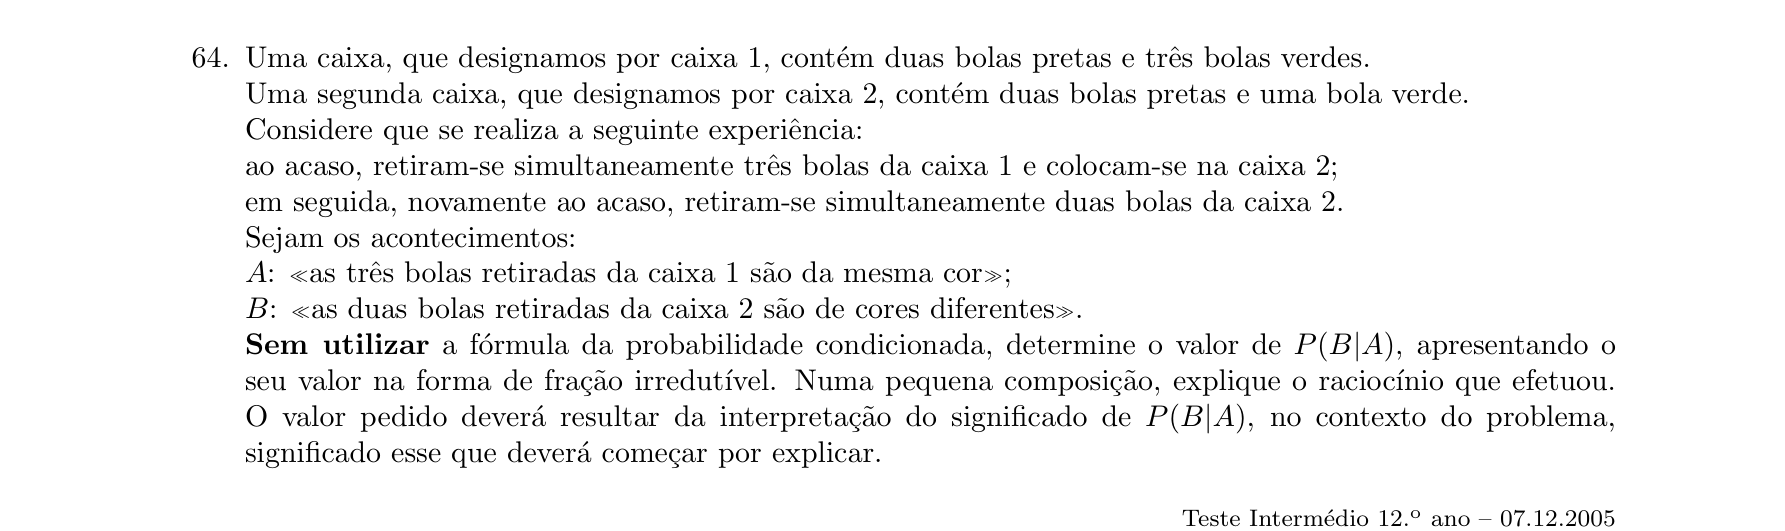 64. Uma caixa, que designamos por caixa 1, contém duas bolas pretas e três bolas verdes.
Uma segunda caixa, que designamos por caixa 2, contém duas bolas pretas e uma bola verde.
Considere que se realiza a seguinte experiência:
ao acaso, retiram-se simultaneamente três bolas da caixa 1 e colocam-se na caixa 2;
em seguida, novamente ao acaso, retiram-se simultaneamente duas bolas da caixa 2.
Sejam os acontecimentos:
A: ≪as três bolas retiradas da caixa 1 são da mesma cor≫;
B: ≪as duas bolas retiradas da caixa 2 são de cores diferentes≫.
Sem utilizar a fórmula da probabilidade condicionada, determine o valor de P(B|A), apresentando o
seu valor na forma de fração irredutível. Numa pequena composição, explique o raciocínio que efetuou.
O valor pedido deverá resultar da interpretação do significado de P(B|A), no contexto do problema,
significado esse que deverá começar por explicar.
Teste Intermédio 12.º ano – 07.12.2005